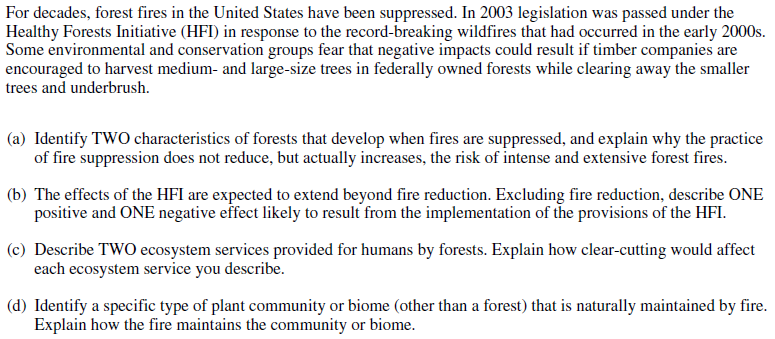 For decades, forest fires in the United States have been suppressed. In 2003 legislation was passed under the
Healthy Forests Initiative (HFI) in response to the record-breaking wildfires that had occurred in the early 2000s.
Some environmental and conservation groups fear that negative impacts could result if timber companies are
encouraged to harvest medium- and large-size trees in federally owned forests while clearing away the smaller
trees and underbrush.
(a) Identify TWO characteristics of forests that develop when fires are suppressed, and explain why the practice
of fire suppression does not reduce, but actually increases, the risk of intense and extensive forest fires.
(b) The effects of the HFI are expected to extend beyond fire reduction. Excluding fire reduction, describe ONE
positive and ONE negative effect likely to result from the implementation of the provisions of the HFI.
(c) Describe TWO ecosystem services provided for humans by forests. Explain how clear-cutting would affect
each ecosystem service you describe.
(d) Identify a specific type of plant community or biome (other than a forest) that is naturally maintained by fire.
Explain how the fire maintains the community or biome.